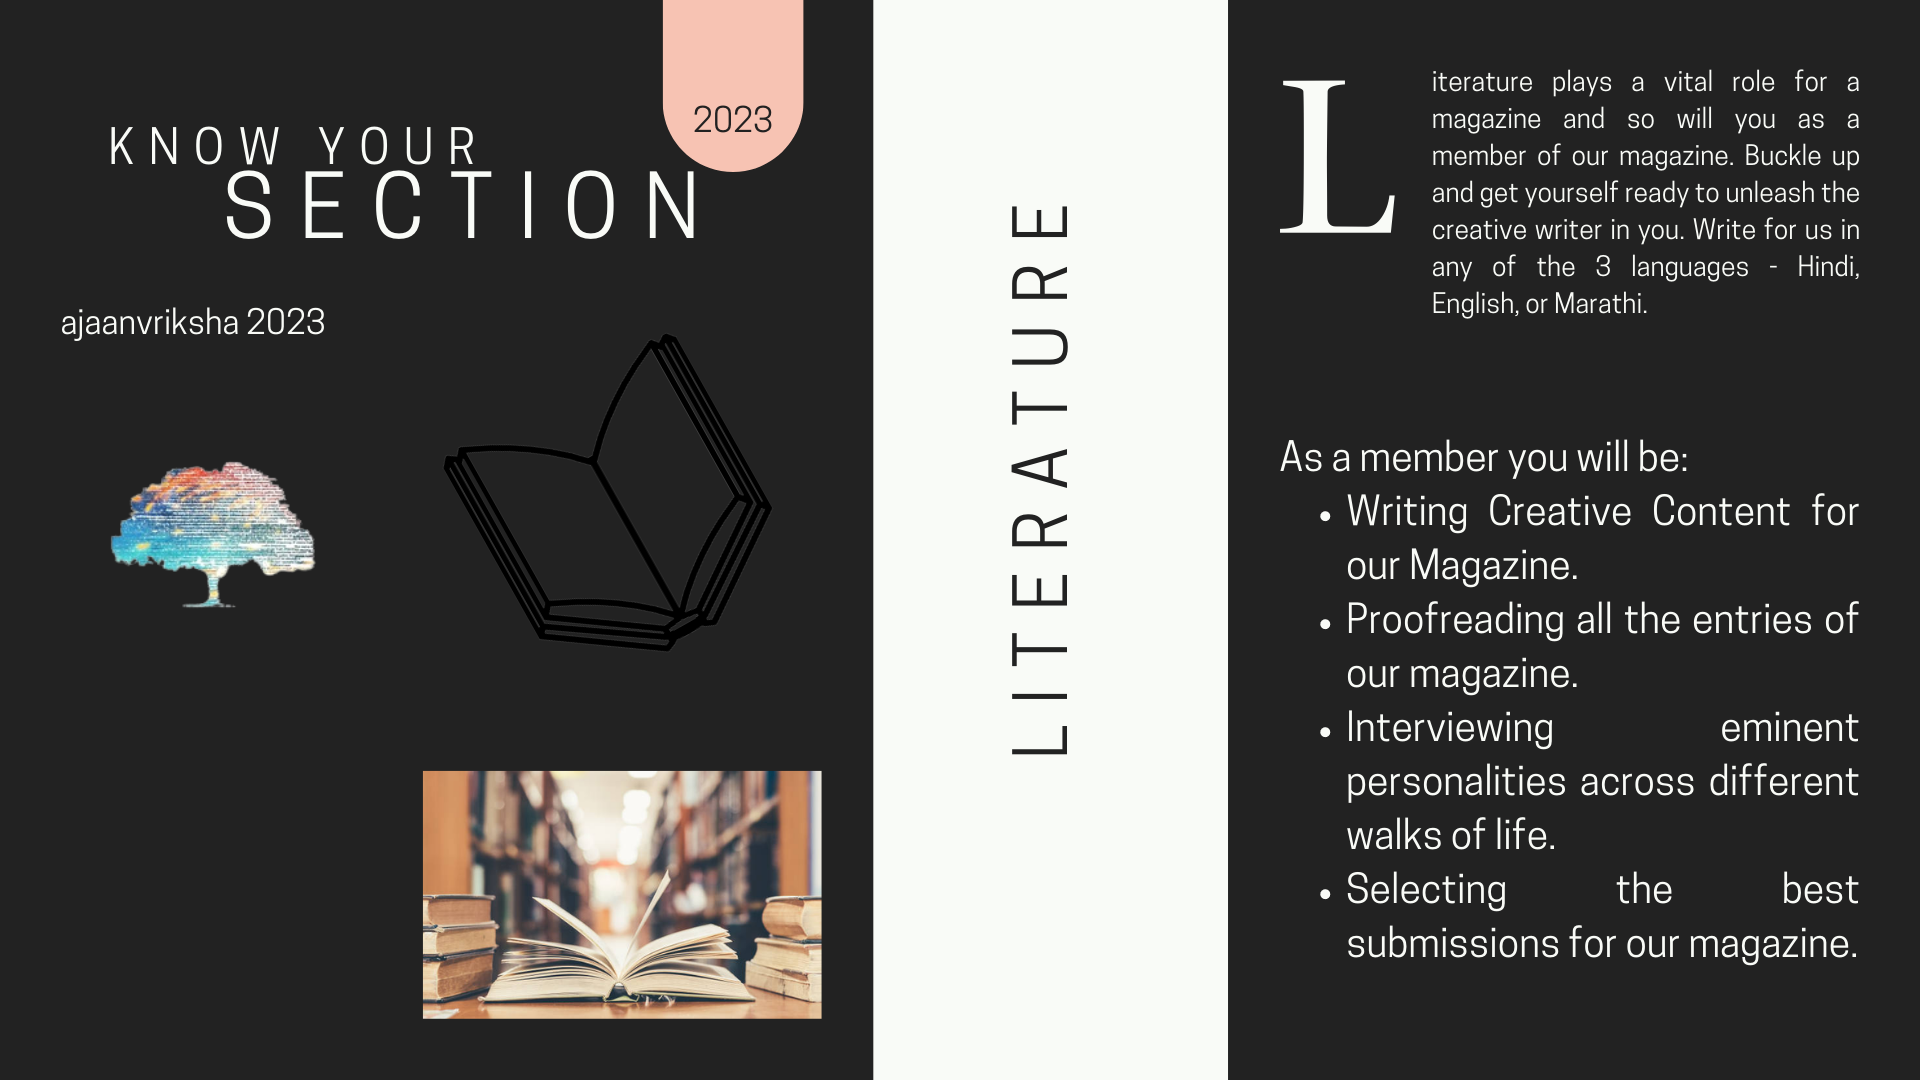 2023
KNOW YOUR
SECTION
ajaanvriksha 2023
LITERATURE
Literature plays a vital role for a
magazine and so will you as a
member of our magazine. Buckle up
and get yourself ready to unleash the
creative writer in you. Write for us in
any of the 3 languages - Hindi,
English, or Marathi.
As a member you will be:
• Writing Creative Content for
our Magazine.
• Proofreading all the entries of
our magazine.
• Interviewing eminent
personalities across different
walks of life.
• Selecting the best
submissions for our magazine.